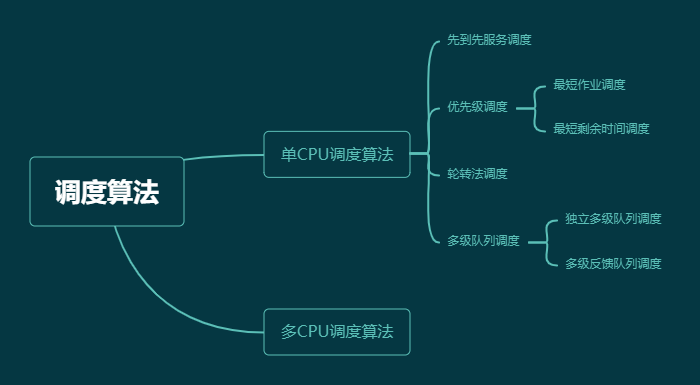 调度算法
单CPU调度算法
先到先服务调度
优先级调度
最短作业调度
最短剩余时间调度
轮转法调度
多级队列调度
独立多级队列调度
多级反馈队列调度
多CPU调度算法